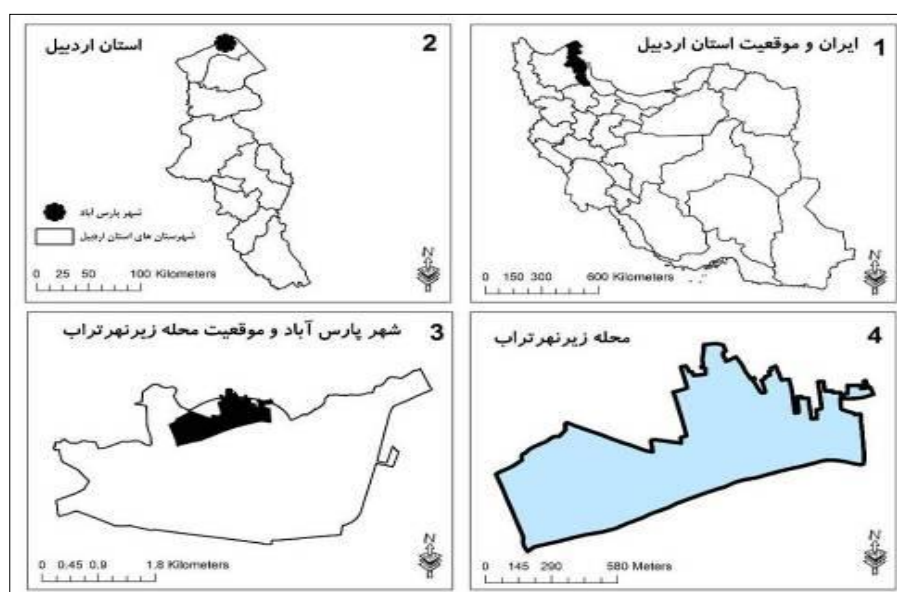 ایران و موقعیت استان اردبیل
1
0 150 300 600 Kilometers
N
استان اردبیل
2
شهر پارس آباد
شهرستان های استان اردبیل
0 25 50 100 Kilometers
N
شهر پارس آباد و موقعیت محله زیرنهرتراب
3
0 0.45 0.9 1.8 Kilometers
N
محله زیرنهرتراب
4
0 145 290 580 Meters
N